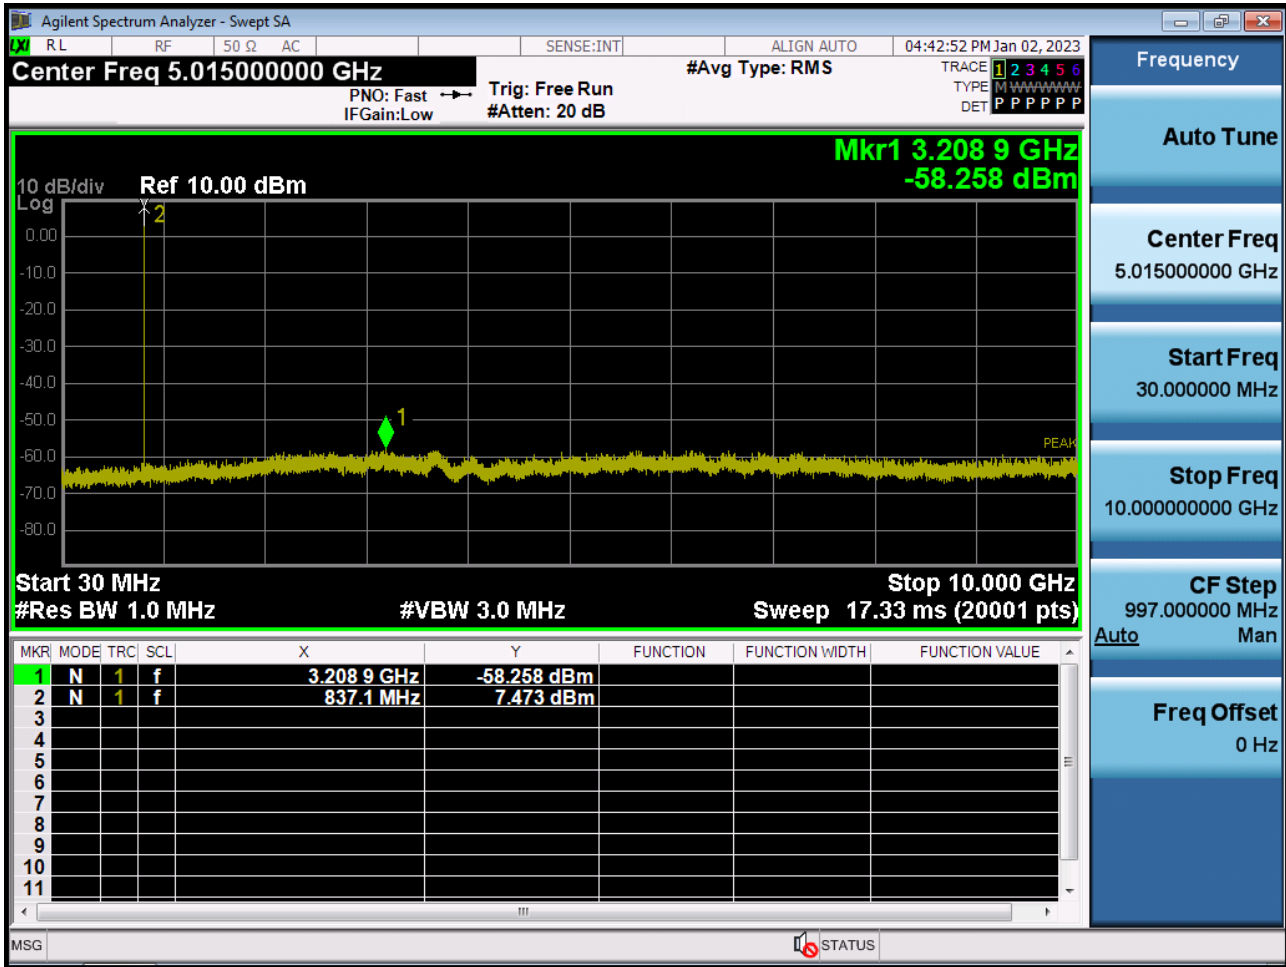 Agilent Spectrum Analyzer - Swept SA
LXI RL RF 50 Ω AC SENSE:INT ALIGN AUTO 04:42:52 PM Jan 02, 2023
Center Freq 5.015000000 GHz #Avg Type: RMS TRACE 1 2 3 4 5 6
PNO: Fast Trig: Free Run TYPE M WWWWW
IFGain:Low #Atten: 20 dB DET P P P P P P
Mkr1 3.208 9 GHz
-58.258 dBm
10 dB/div Ref 10.00 dBm
Log
2
0.00
-10.0
-20.0
-30.0
-40.0
-50.0
1
PEAK
-60.0
-70.0
-80.0
Start 30 MHz Stop 10.000 GHz
#Res BW 1.0 MHz #VBW 3.0 MHz Sweep 17.33 ms (20001 pts)
MKR MODE TRC SCL X Y FUNCTION FUNCTION WIDTH FUNCTION VALUE
1 N 1 f 3.208 9 GHz -58.258 dBm
2 N 1 f 837.1 MHz 7.473 dBm
3
4
5
6
7
8
9
10
11
MSG STATUS
Frequency
Auto Tune
Center Freq
5.015000000 GHz
Start Freq
30.000000 MHz
Stop Freq
10.000000000 GHz
CF Step
997.000000 MHz
Auto Man
Freq Offset
0 Hz